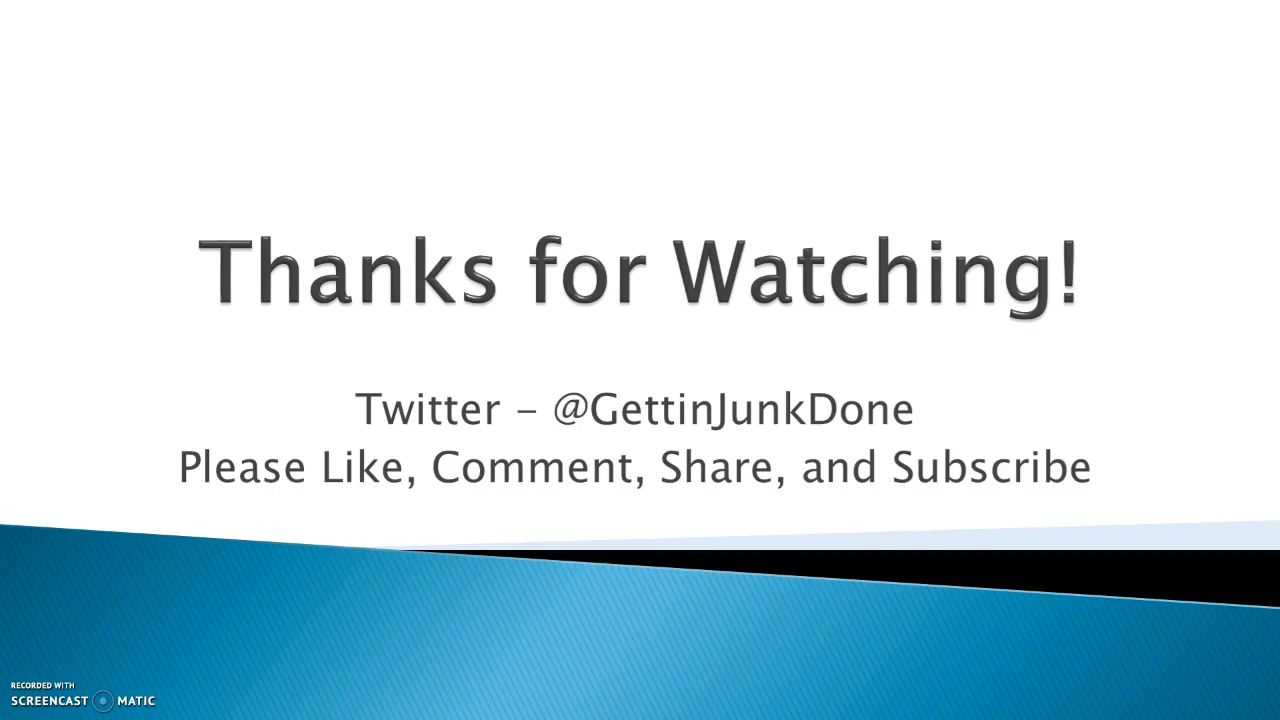 Thanks for Watching!
Twitter - @GettinJunkDone
Please Like, Comment, Share, and Subscribe
RECORDED WITH
SCREENCAST MATIC